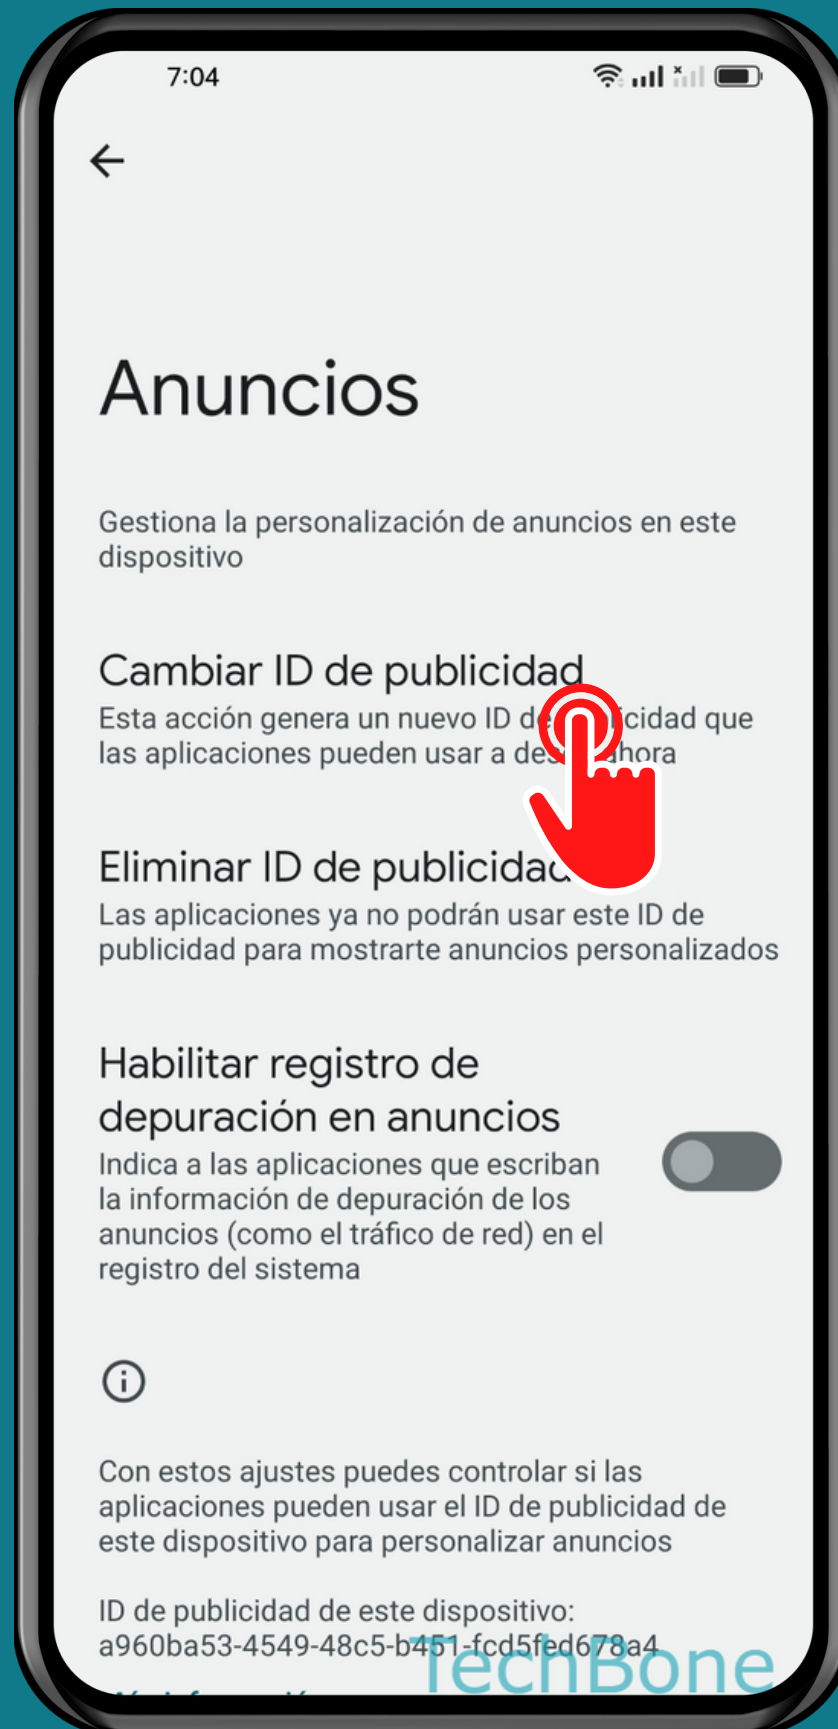 7:04
Anuncios
Gestiona la personalización de anuncios en este
dispositivo
Cambiar ID de publicidad
Esta acción genera un nuevo ID de que
las aplicaciones pueden usar a ahora
Eliminar ID de publicidad
Las aplicaciones ya no podrán usar este ID de
publicidad para mostrarte anuncios personalizados
Habilitar registro de
depuración en anuncios
Indica a las aplicaciones que escriban
la información de depuración de los
anuncios (como el tráfico de red) en el
registro del sistema
Con estos ajustes puedes controlar si las
aplicaciones pueden usar el ID de publicidad de
este dispositivo para personalizar anuncios
ID de publicidad de este dispositivo:
a960ba53-4549-48c5-b451-fcd5fed678a4
TechBone